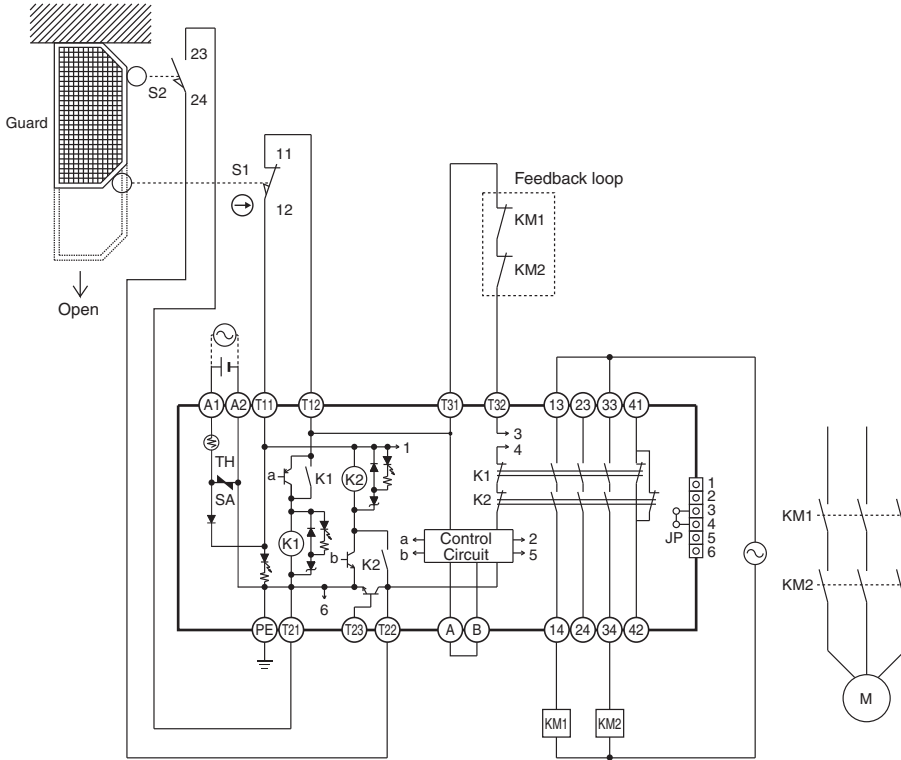 23
S2
24
Guard
11
S1
12
Feedback loop
KM1
KM2
Open
A1 A2 T11 T12 T31 T32 13 23 33 41
3
4
1
TH
SA
a
K1
K2
K1
K2
K1
b
K2
a
b
Control
Circuit
2
5
6
1
2
3
4
5
6
JP
KM1
KM2
PE T21 T23 T22 A B 14 24 34 42
KM1 KM2
M